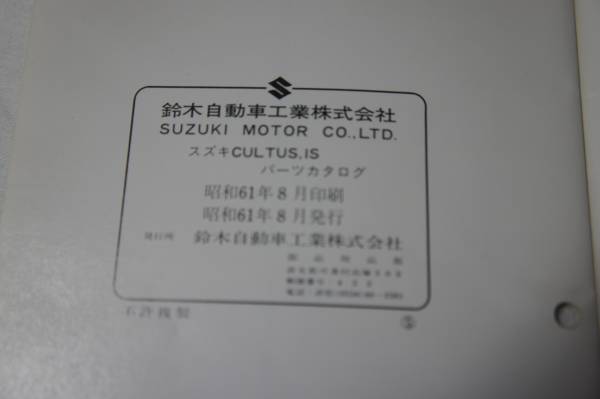 鈴木自動車工業株式会社
SUZUKI MOTOR CO.,LTD.
スズキCULTUS,IS
パーツカタログ
昭和61年8月印刷
昭和61年8月発行
発行所 鈴木自動車工業株式会社
不許複製